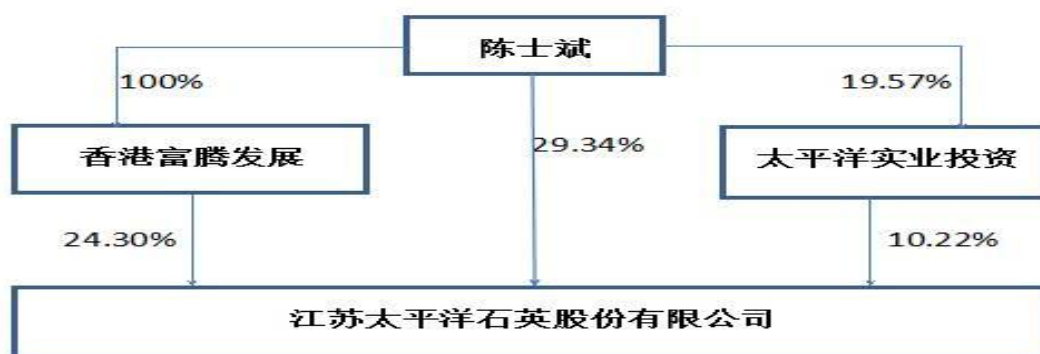 陈士斌
100%
19.57%
29.34%
香港富腾发展
太平洋实业投资
24.30%
10.22%
江苏太平洋石英股份有限公司